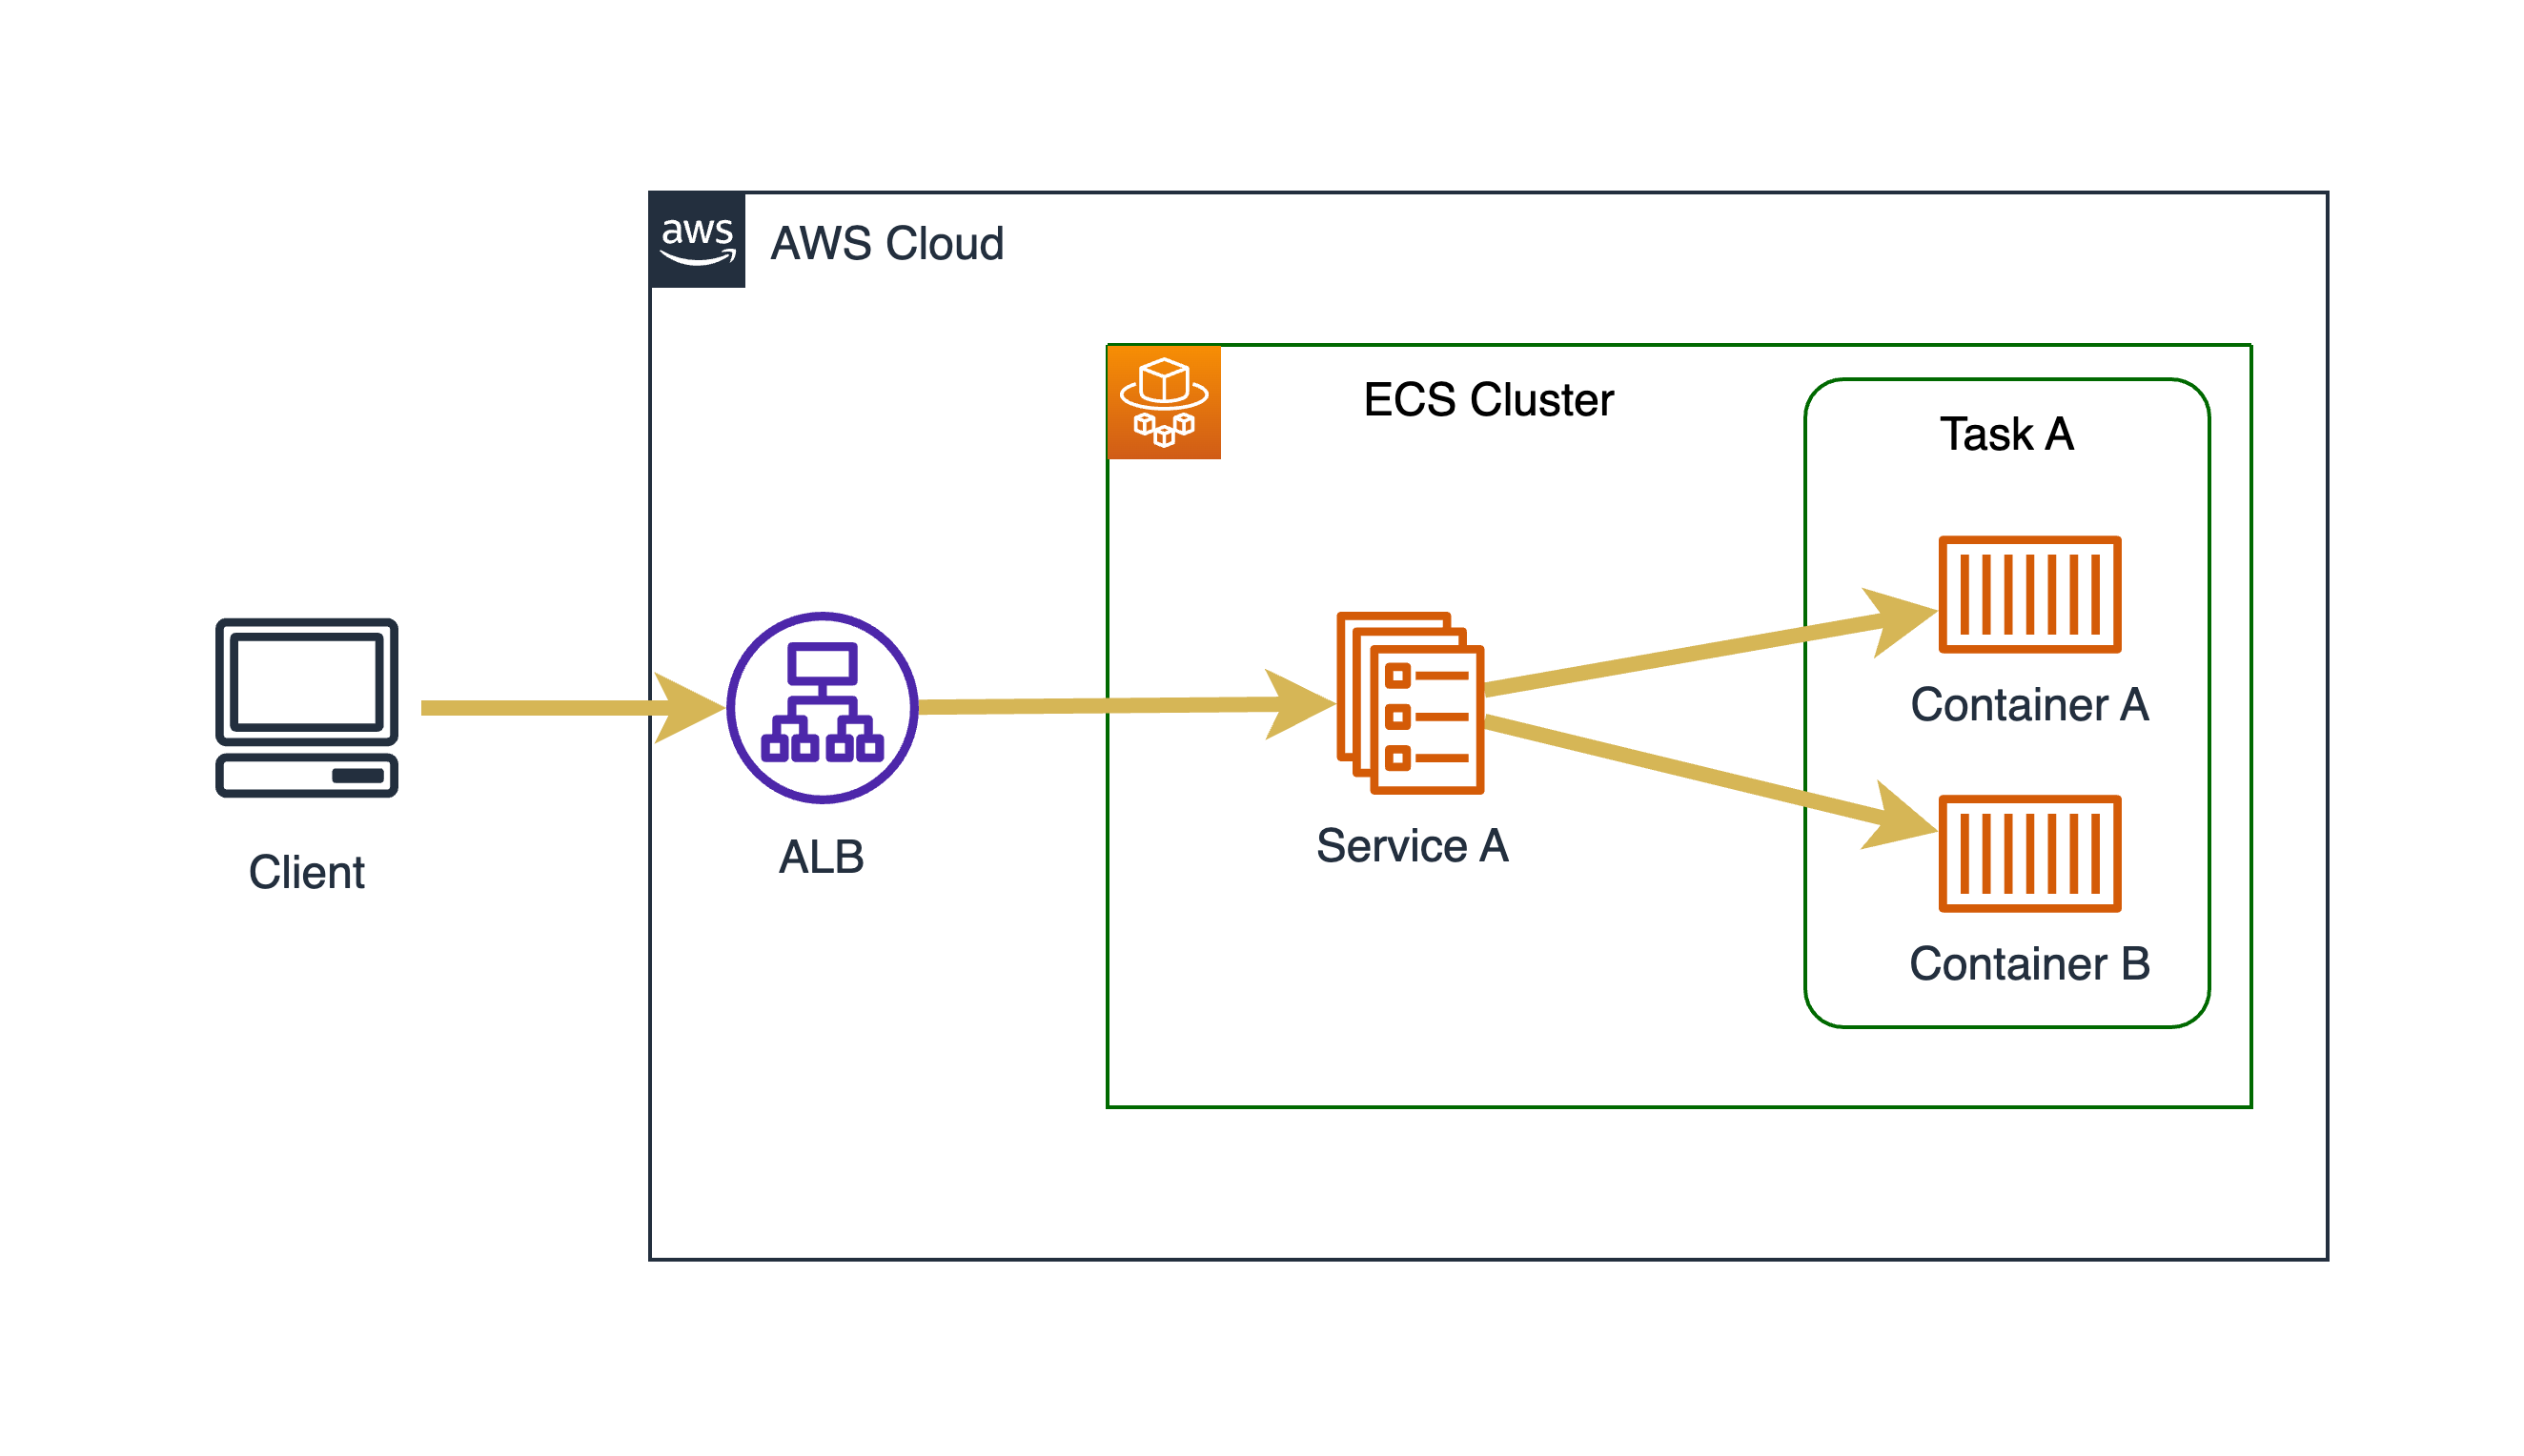 aws
AWS Cloud
ECS Cluster
Task A
Container A
Client
ALB
Service A
Container B